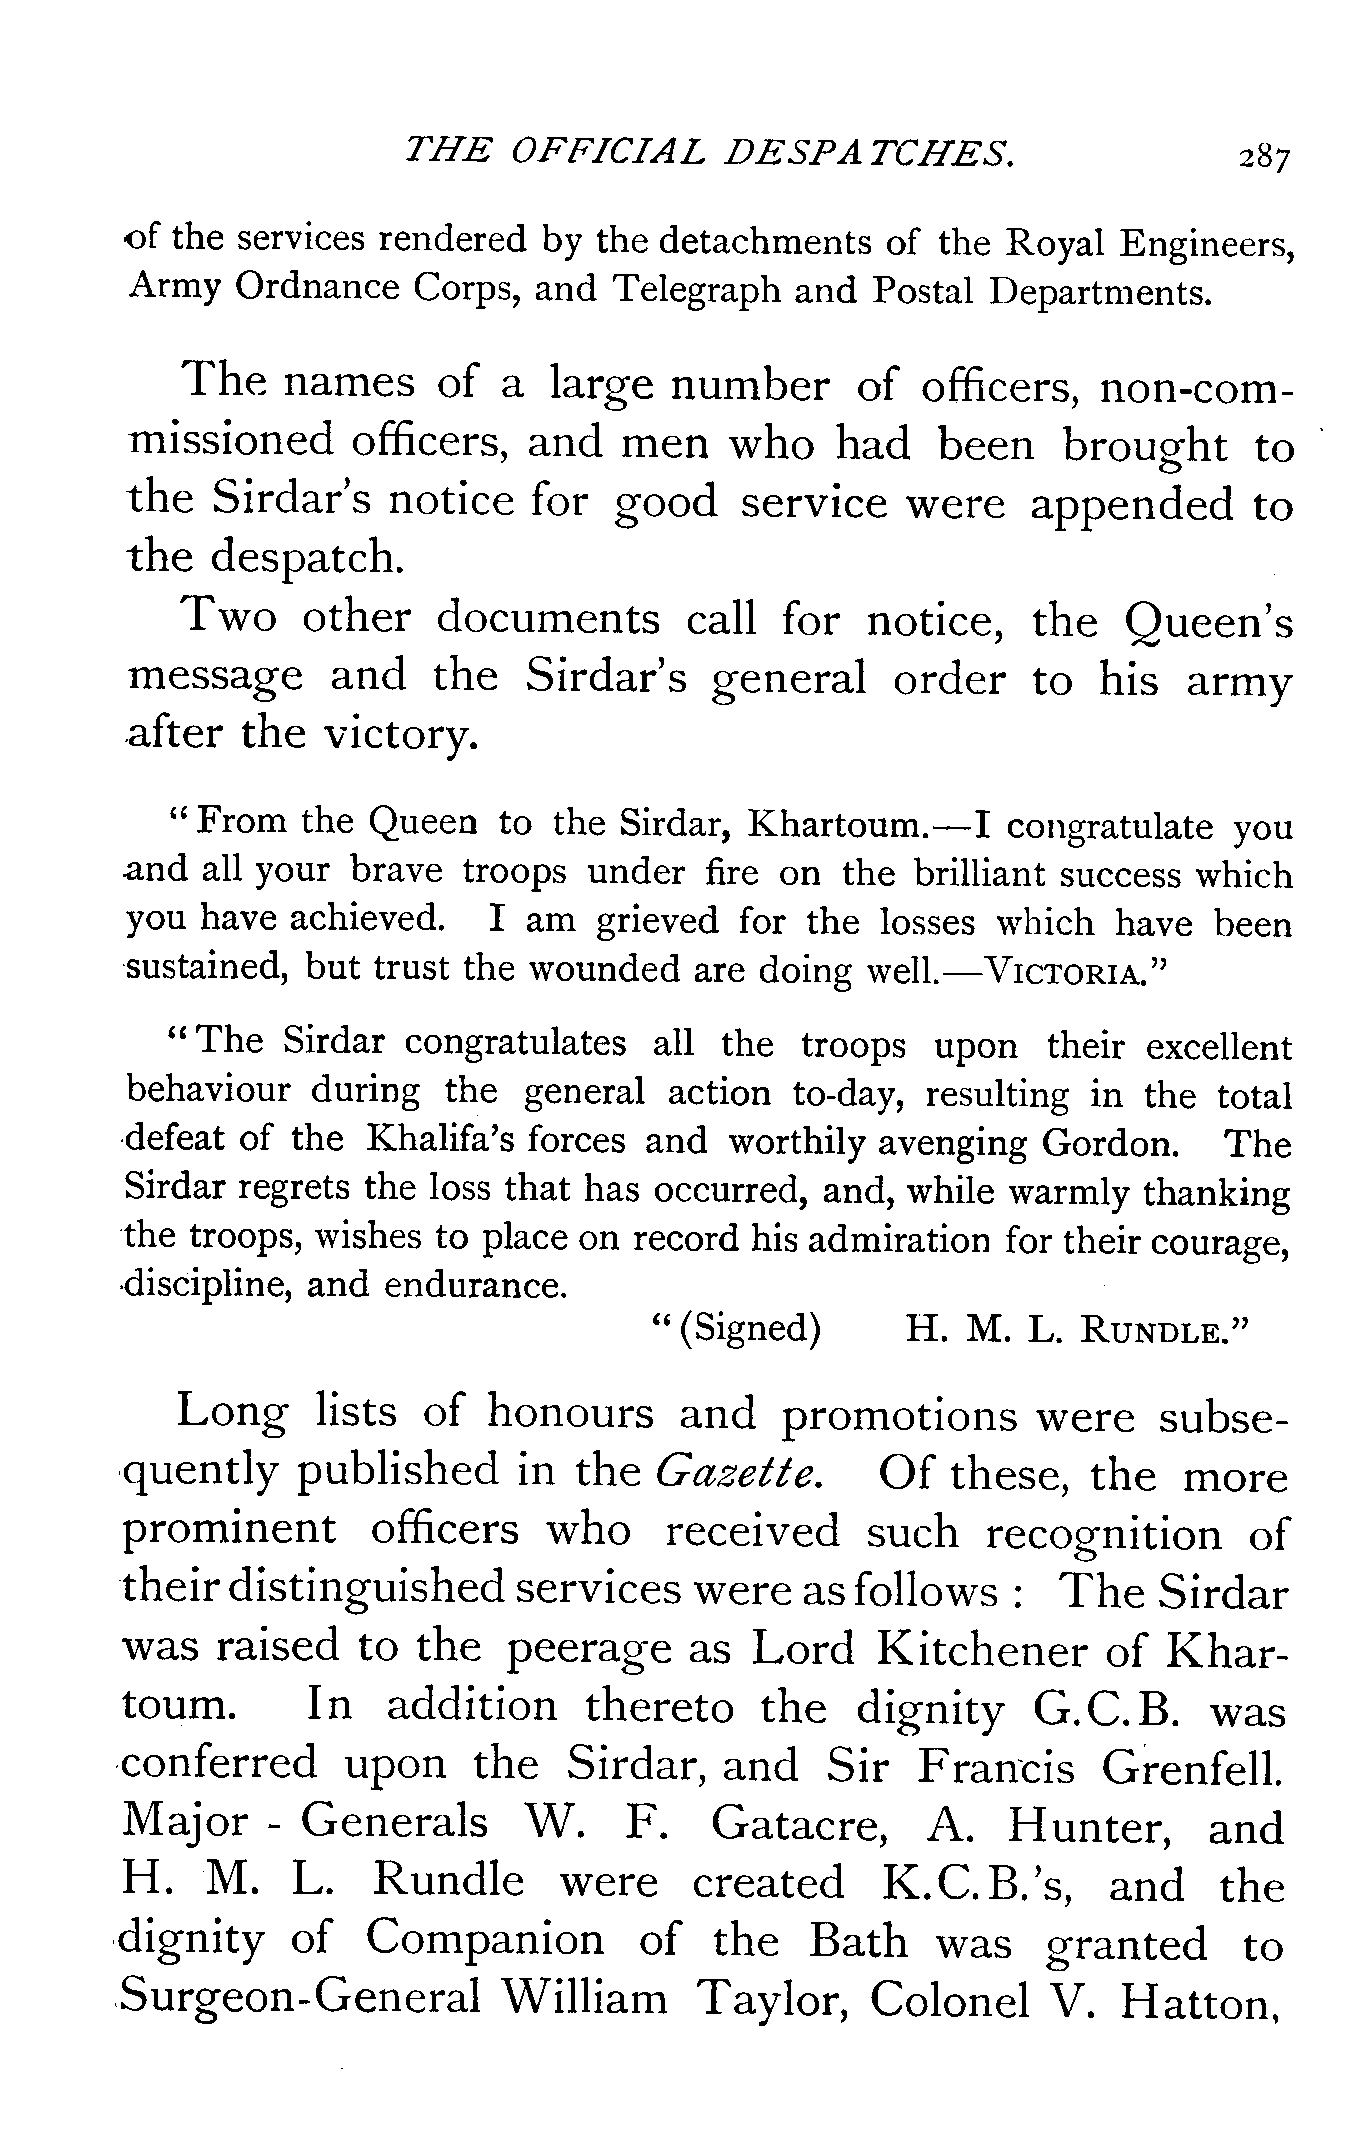 THE OFFICIAL DESPATCHES. 287
of the services rendered by the detachments of the Royal Engineers,
Army Ordnance Corps, and Telegraph and Postal Departments.
The names of a large number of officers, non-com-
missioned officers, and men who had been brought to
the Sirdar's notice for good service were appended to
the despatch.
Two other documents call for notice, the Queen's
message and the Sirdar's general order to his army
after the victory.
"From the Queen to the Sirdar, Khartoum.—I congratulate you
and all your brave troops under fire on the brilliant success which
you have achieved. I am grieved for the losses which have been
sustained, but trust the wounded are doing well.—VICTORIA."
"The Sirdar congratulates all the troops upon their excellent
behaviour during the general action to-day, resulting in the total
defeat of the Khalifa's forces and worthily avenging Gordon. The
Sirdar regrets the loss that has occurred, and, while warmly thanking
the troops, wishes to place on record his admiration for their courage,
discipline, and endurance.
"(Signed) H. M. L. RUNDLE."
Long lists of honours and promotions were subse-
quently published in the Gazette. Of these, the more
prominent officers who received such recognition of
their distinguished services were as follows : The Sirdar
was raised to the peerage as Lord Kitchener of Khar-
toum. In addition thereto the dignity G.C.B. was
conferred upon the Sirdar, and Sir Francis Grenfell.
Major - Generals W. F. Gatacre, A. Hunter, and
H. M. L. Rundle were created K.C.B.'s, and the
dignity of Companion of the Bath was granted to
Surgeon-General William Taylor, Colonel V. Hatton,